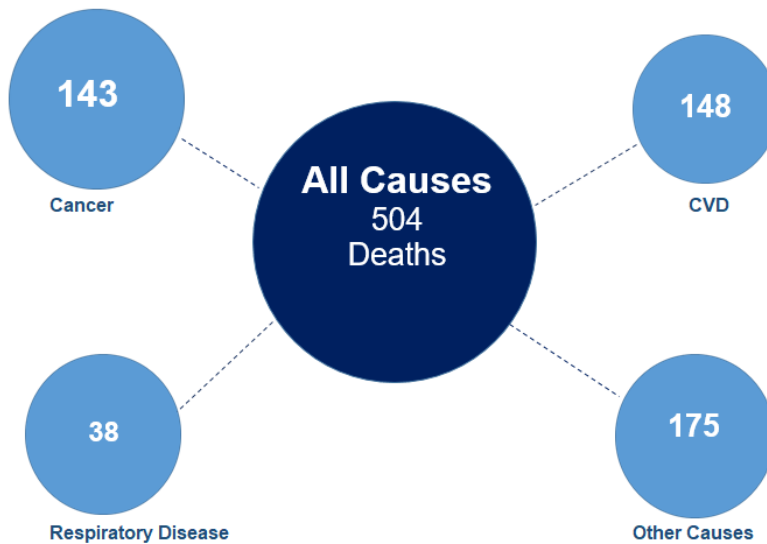 143
Cancer
148
CVD
All Causes
504
Deaths
38
Respiratory Disease
175
Other Causes